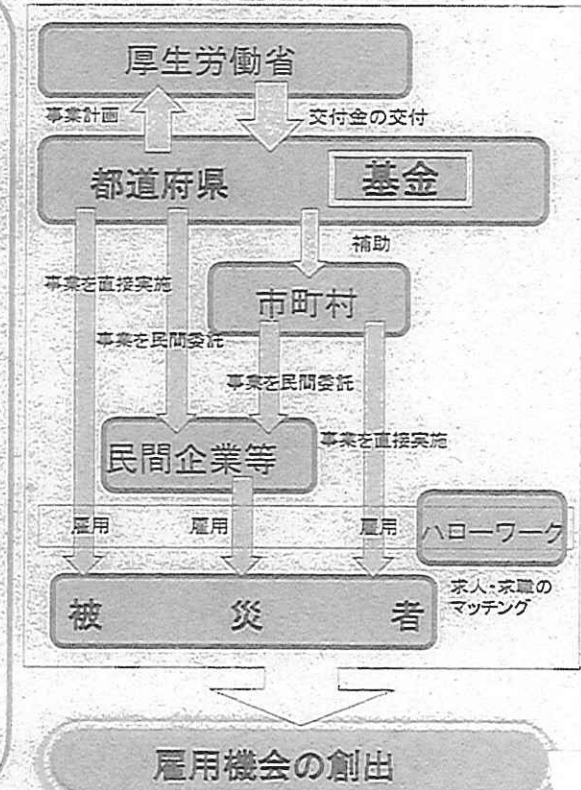 厚生労働省
事業計画
交付金の交付
都道府県
基金
補助
事業を直接実施
市町村
事業を民間委託
事業を民間委託
事業を直接実施
民間企業等
雇用
雇用
雇用
ハローワーク
求人・求職の
マッチング
被災者
雇用機会の創出